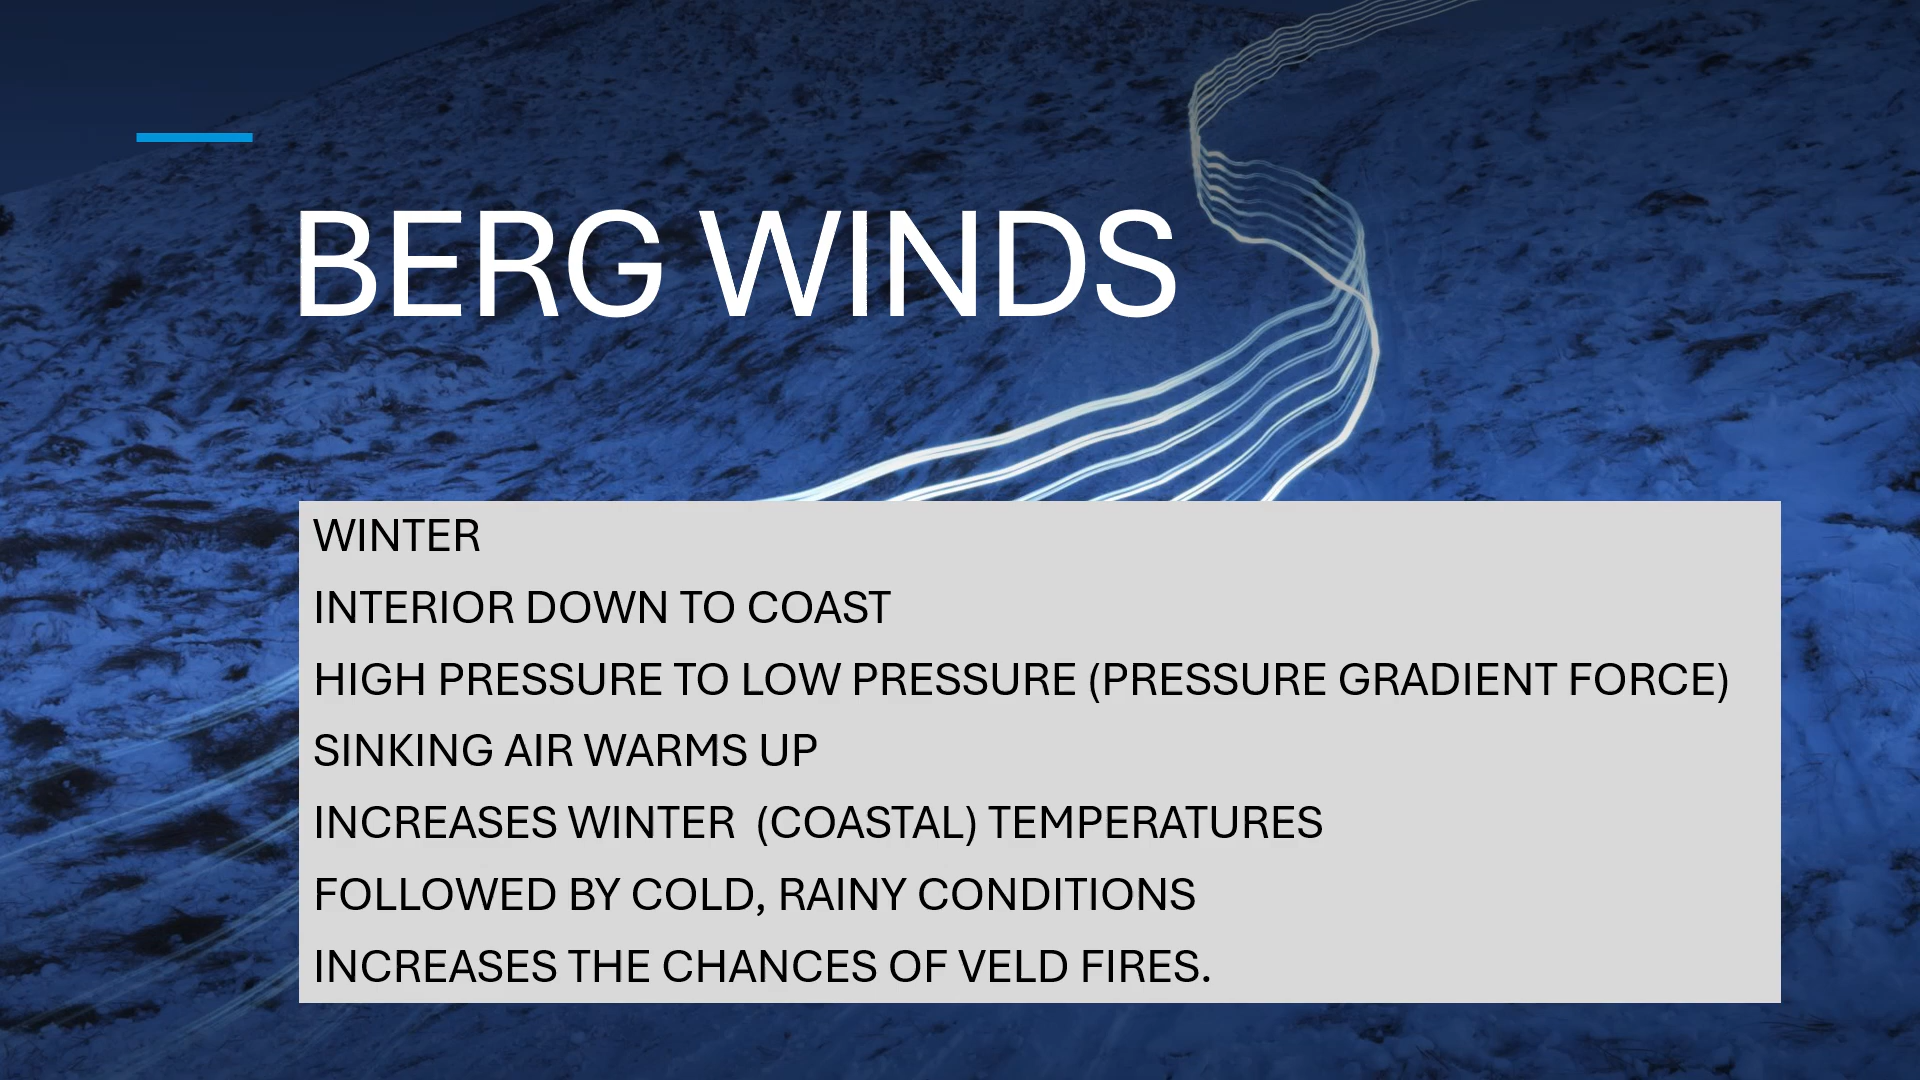 BERG WINDS
WINTER
INTERIOR DOWN TO COAST
HIGH PRESSURE TO LOW PRESSURE (PRESSURE GRADIENT FORCE)
SINKING AIR WARMS UP
INCREASES WINTER  (COASTAL) TEMPERATURES
FOLLOWED BY COLD, RAINY CONDITIONS
INCREASES THE CHANCES OF VELD FIRES.